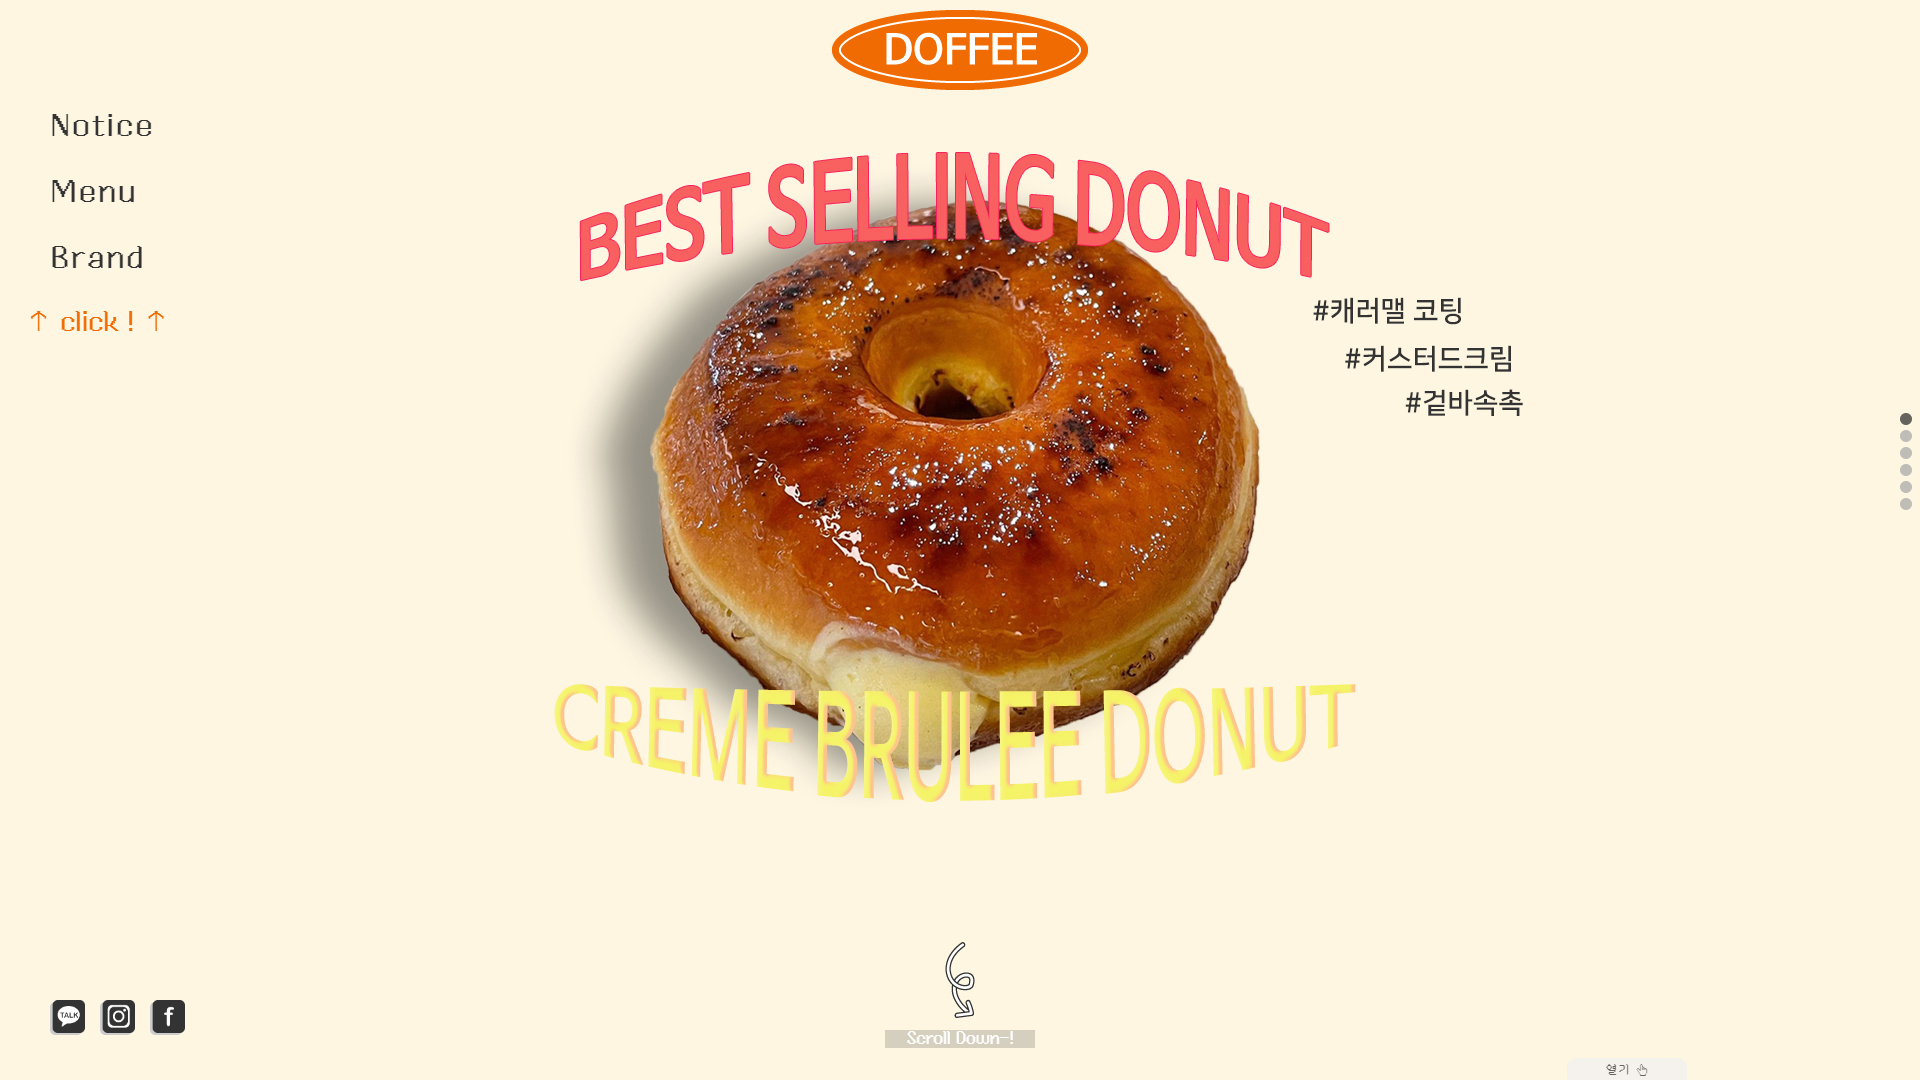 DOFFEE
Notice
Menu
Brand
↑ click ! ↑
BEST SELLING DONUT
#캐러맬 코팅
#커스터드크림
#겉바속촉
CREME BRULEE DONUT
TALK
f
Scroll Down-!
열기